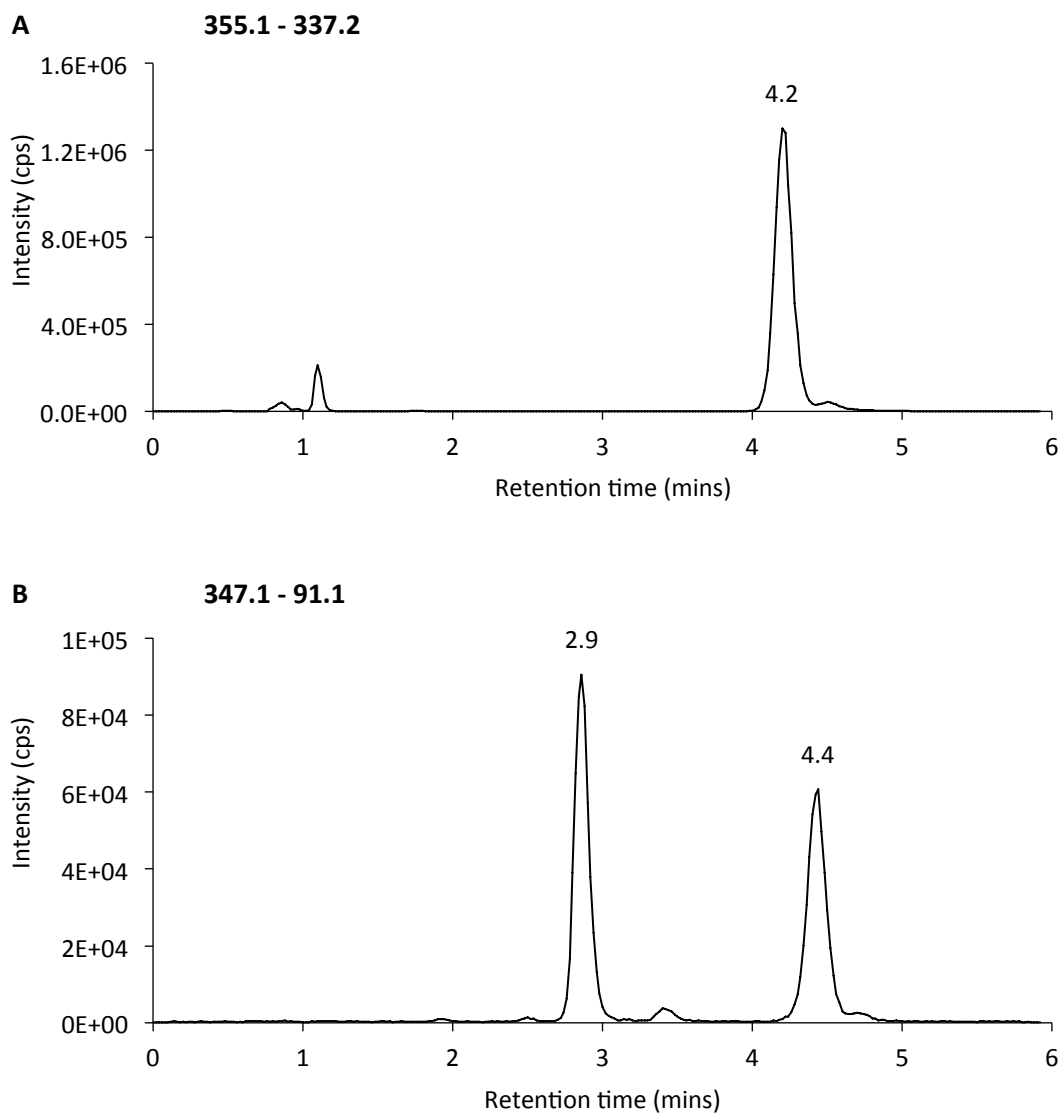 A 355.1 - 337.2
1.6E+06
1.2E+06
8.0E+05
4.0E+05
0.0E+00
Intensity (cps)
4.2
0 1 2 3 4 5 6
Retention time (mins)
B 347.1 - 91.1
1E+05
8E+04
6E+04
4E+04
2E+04
0E+00
Intensity (cps)
2.9
4.4
0 1 2 3 4 5 6
Retention time (mins)